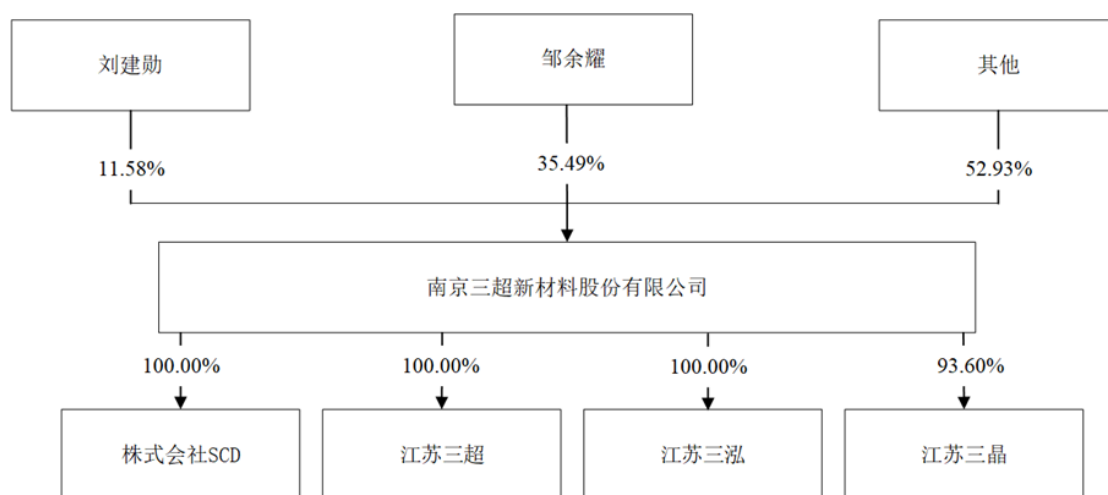 刘建勋
邹余耀
其他
11.58%
35.49%
52.93%
南京三超新材料股份有限公司
100.00%
100.00%
100.00%
93.60%
株式会社SCD
江苏三超
江苏三泓
江苏三晶